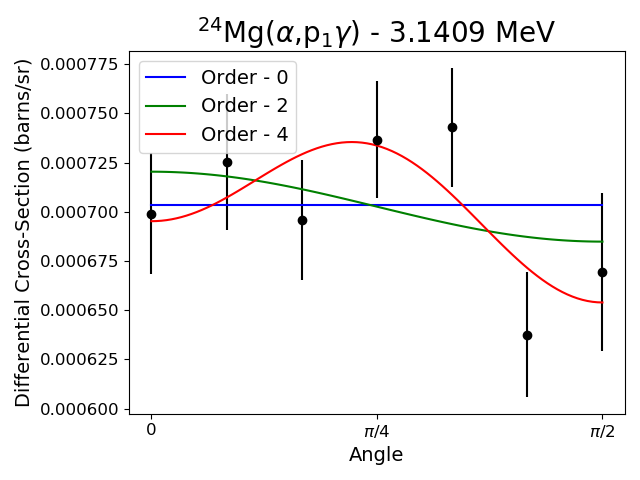 ²⁴Mg(α,p₁γ) - 3.1409 MeV
Differential Cross-Section (barns/sr)
0.000775
0.000750
0.000725
0.000700
0.000675
0.000650
0.000625
0.000600
Order - 0
Order - 2
Order - 4
0
π/4
π/2
Angle